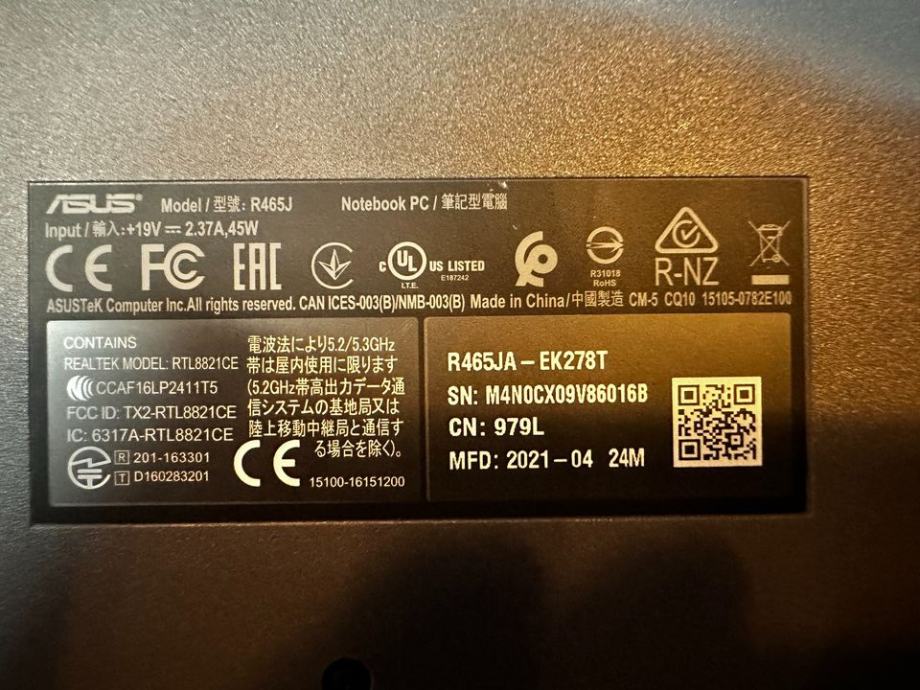 ASUS Model / 型號: R465J Notebook PC / 筆記型電腦
Input / 輸入:+19V ⎓ 2.37A,45W
CE FC EAC c UL US LISTED
I.T.E. E187242
R31018
RoHS
R-NZ
ASUSTeK Computer Inc.All rights reserved. CAN ICES-003(B)/NMB-003(B) Made in China/中國製造 CM-5 CQ10 15105-0782E100
CONTAINS
REALTEK MODEL: RTL8821CE
CCAF16LP2411T5
FCC ID: TX2-RTL8821CE
IC: 6317A-RTL8821CE
R 201-163301
T D160283201
電波法により5.2/5.3GHz
帯は屋内使用に限ります
(5.2GHz帯高出力データ通
信システムの基地局又は
陸上移動中継局と通信す
る場合を除く)。
CE 15100-16151200
R465JA-EK278T
SN: M4N0CX09V86016B
CN: 979L
MFD: 2021-04 24M